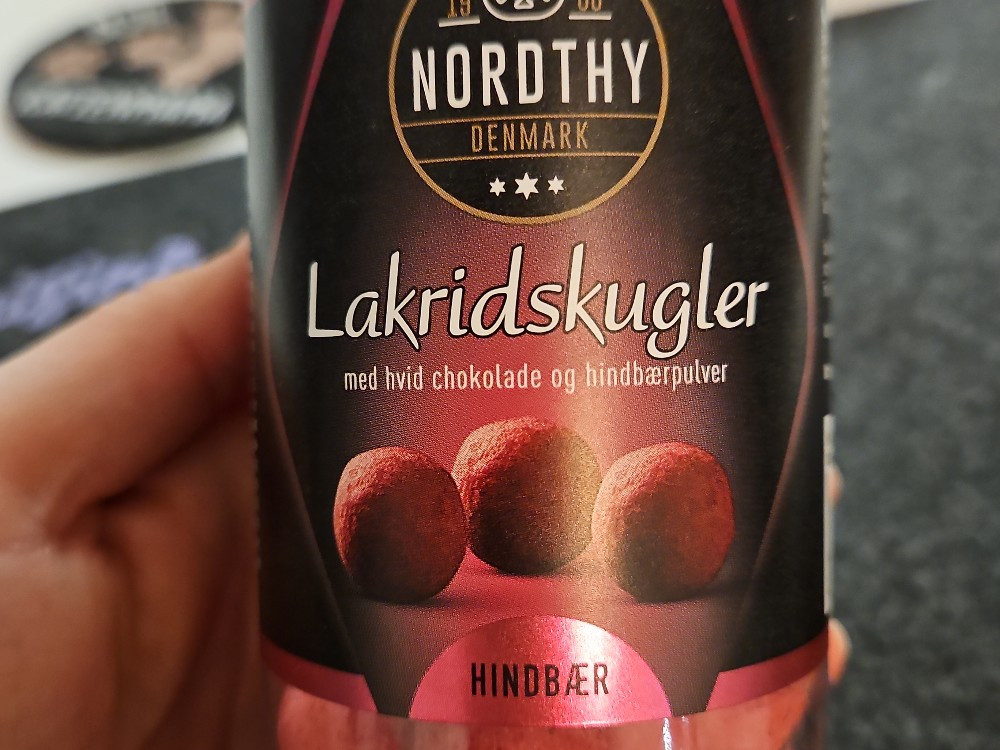 NORDTHY
DENMARK
Lakridskugler
med hvid chokolade og hindbærpulver
HINDBÆR